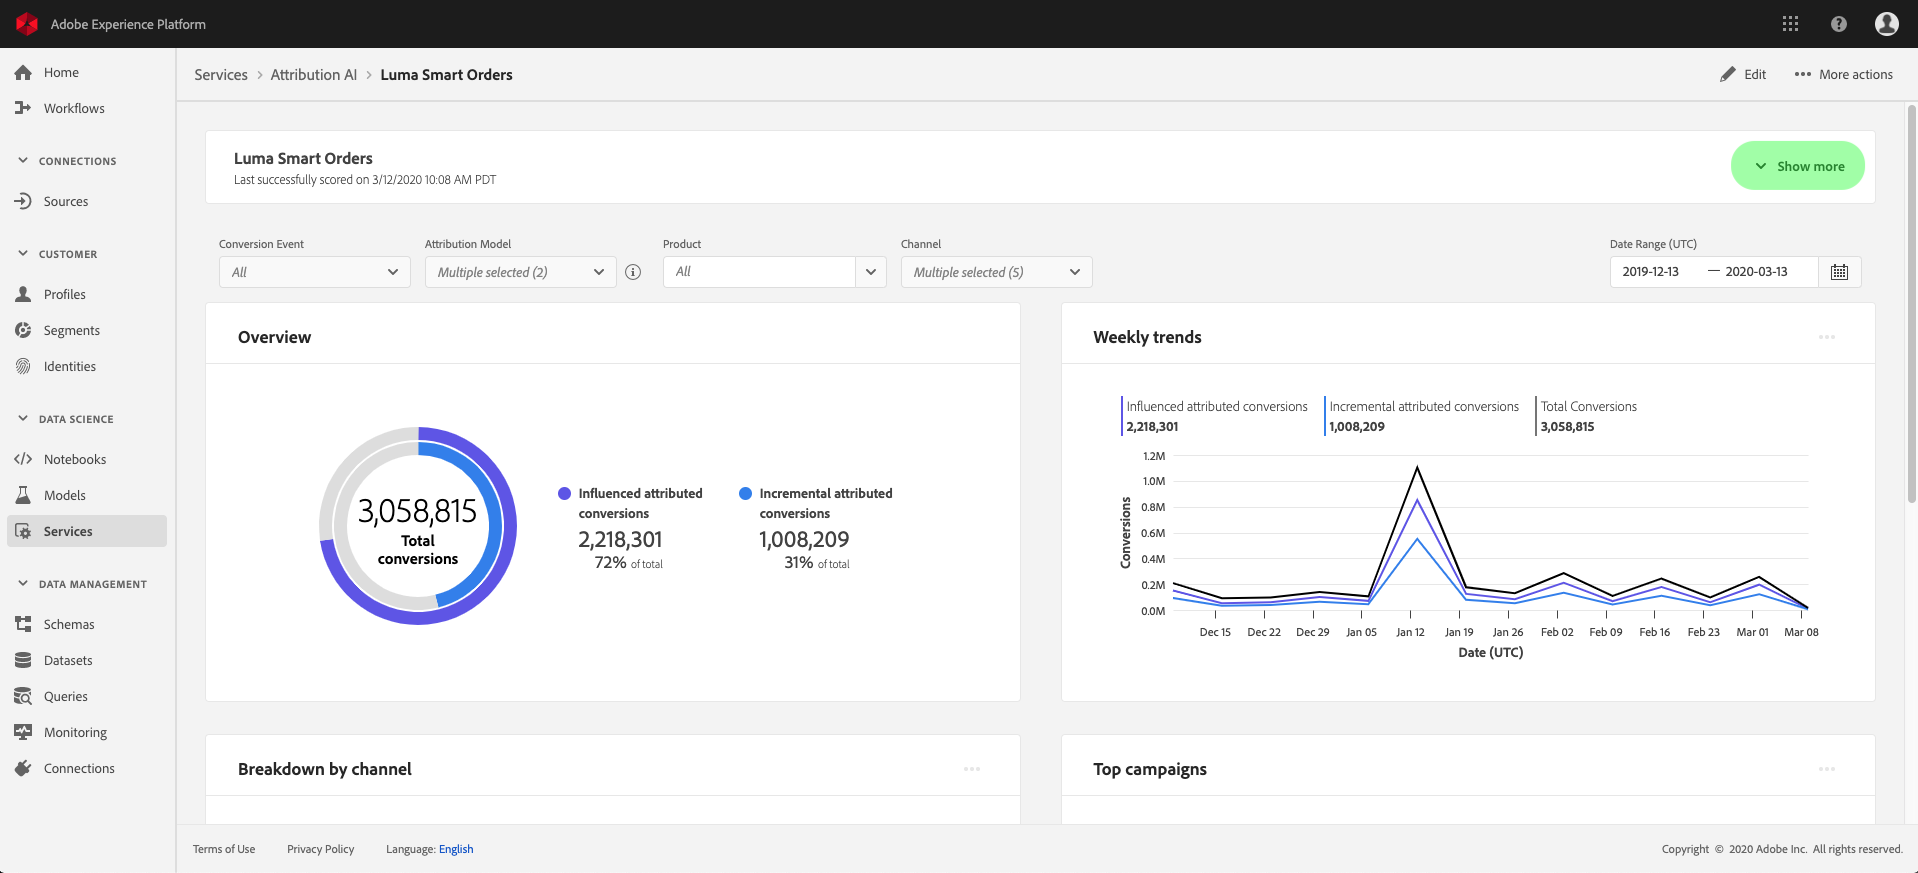 Adobe Experience Platform
Home
Workflows
CONNECTIONS
Sources
CUSTOMER
Profiles
Segments
Identities
DATA SCIENCE
Notebooks
Models
Services
DATA MANAGEMENT
Schemas
Datasets
Queries
Monitoring
Connections
Services > Attribution AI > Luma Smart Orders
Edit
More actions
Luma Smart Orders
Last successfully scored on 3/12/2020 10:08 AM PDT
Show more
Conversion Event
All
Attribution Model
Multiple selected (2)
Product
All
Channel
Multiple selected (5)
Date Range (UTC)
2019-12-13 — 2020-03-13
Overview
3,058,815
Total
conversions
Influenced attributed
conversions
2,218,301
72% of total
Incremental attributed
conversions
1,008,209
31% of total
Weekly trends
Influenced attributed conversions
2,218,301
Incremental attributed conversions
1,008,209
Total Conversions
3,058,815
Conversions
1.2M
1.0M
0.8M
0.6M
0.4M
0.2M
0.0M
Dec 15 Dec 22 Dec 29 Jan 05 Jan 12 Jan 19 Jan 26 Feb 02 Feb 09 Feb 16 Feb 23 Mar 01 Mar 08
Date (UTC)
Breakdown by channel
Top campaigns
Terms of Use Privacy Policy Language: English
Copyright © 2020 Adobe Inc. All rights reserved.